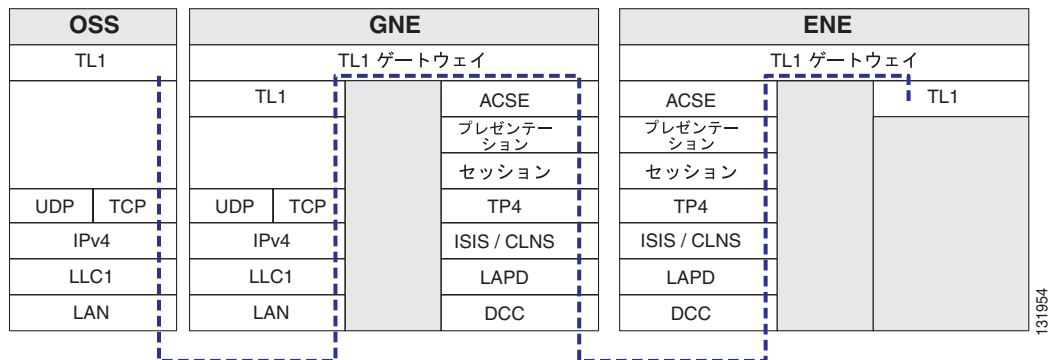 OSS
TL1
UDP TCP
IPv4
LLC1
LAN
GNE
TL1 ゲートウェイ
TL1
UDP TCP
IPv4
LLC1
LAN
ACSE
プレゼンテー
ション
セッション
TP4
ISIS / CLNS
LAPD
DCC
ENE
TL1 ゲートウェイ
ACSE
プレゼンテー
ション
セッション
TP4
ISIS / CLNS
LAPD
DCC
TL1
131954